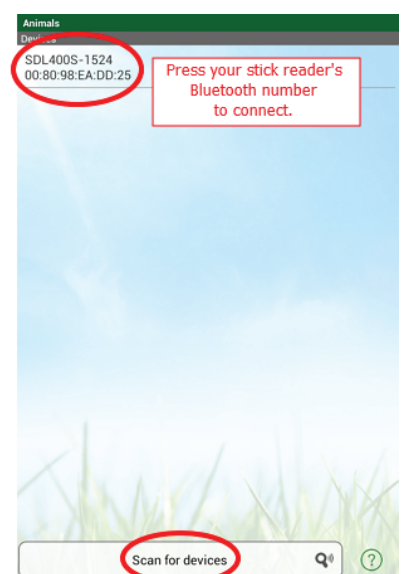 Animals
Devices
SDL400S-1524
00:80:98:EA:DD:25
Press your stick reader's
Bluetooth number
to connect.
Scan for devices
?